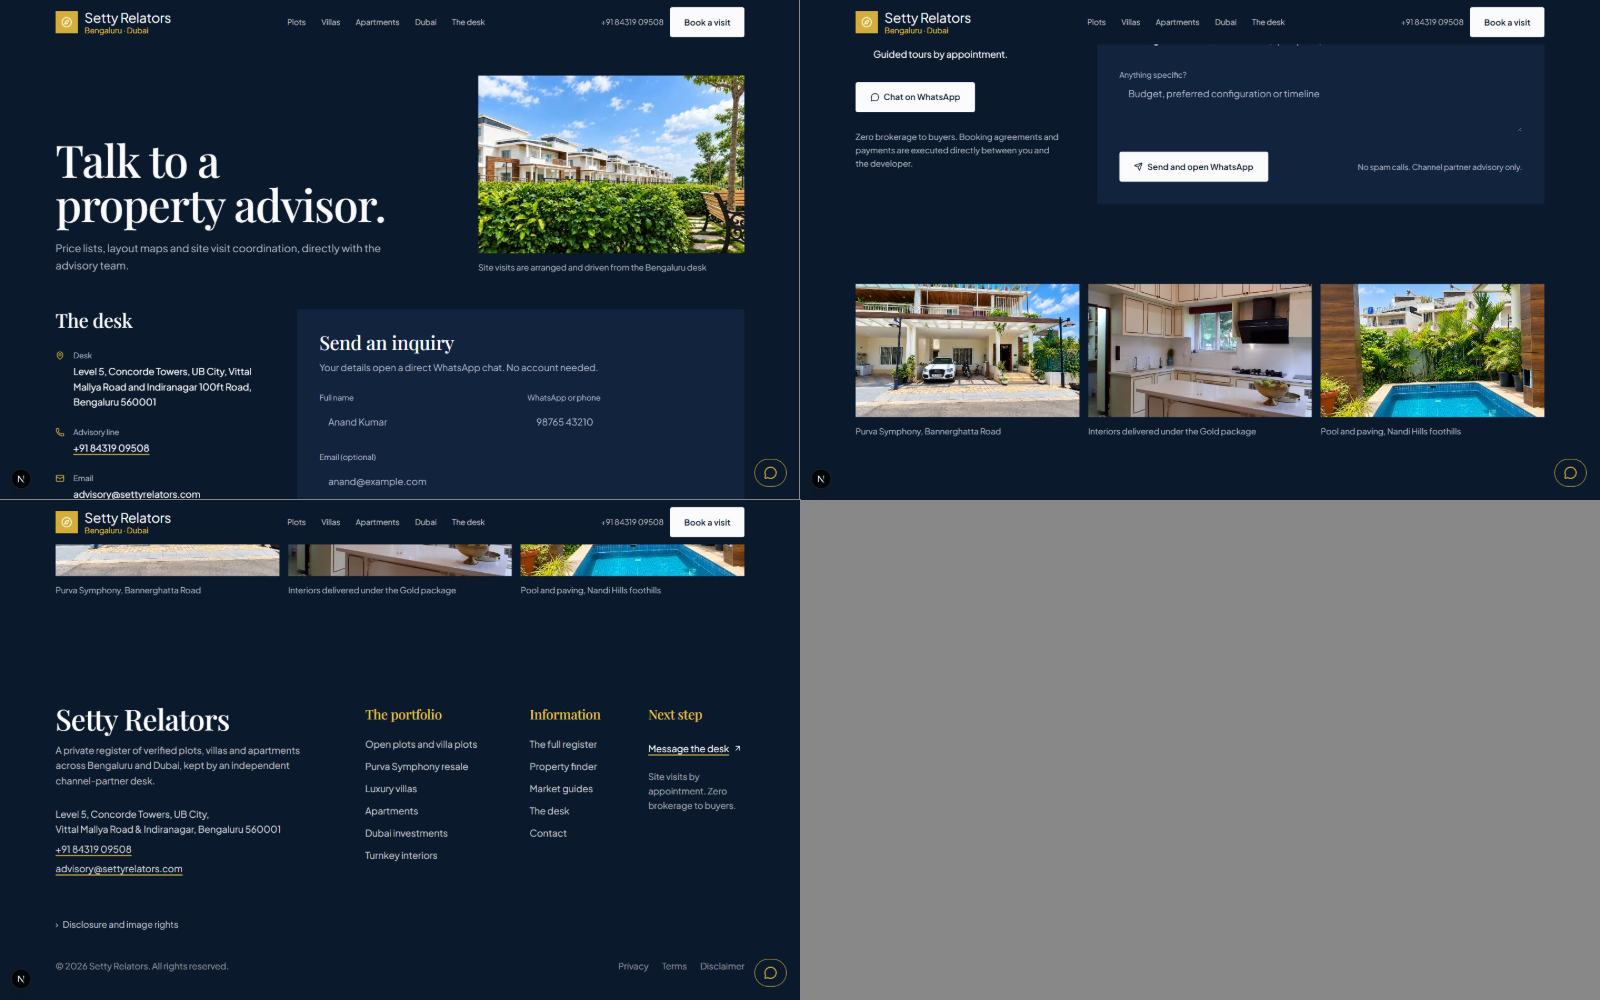 Setty Relators
Bengaluru · Dubai
Plots Villas Apartments Dubai The desk
+91 84319 09508
Book a visit
Talk to a
property advisor.
Price lists, layout maps and site visit coordination, directly with the
advisory team.
Site visits are arranged and driven from the Bengaluru desk
The desk
Desk
Level 5, Concorde Towers, UB City, Vittal
Mallya Road and Indiranagar 100ft Road,
Bengaluru 560001
Advisory line
+91 84319 09508
Email
advisory@settyrelators.com
Send an inquiry
Your details open a direct WhatsApp chat. No account needed.
Full name
WhatsApp or phone
Anand Kumar
98765 43210
Email (optional)
anand@example.com
N
Setty Relators
Bengaluru · Dubai
Plots Villas Apartments Dubai The desk
+91 84319 09508
Book a visit
Guided tours by appointment.
Chat on WhatsApp
Zero brokerage to buyers. Booking agreements and
payments are executed directly between you and
the developer.
Anything specific?
Budget, preferred configuration or timeline
Send and open WhatsApp
No spam calls. Channel partner advisory only.
Purva Symphony, Bannerghatta Road
Interiors delivered under the Gold package
Pool and paving, Nandi Hills foothills
N
Setty Relators
Bengaluru · Dubai
Plots Villas Apartments Dubai The desk
+91 84319 09508
Book a visit
Purva Symphony, Bannerghatta Road
Interiors delivered under the Gold package
Pool and paving, Nandi Hills foothills
Setty Relators
A private register of verified plots, villas and apartments
across Bengaluru and Dubai, kept by an independent
channel-partner desk.
Level 5, Concorde Towers, UB City,
Vittal Mallya Road & Indiranagar, Bengaluru 560001
+91 84319 09508
advisory@settyrelators.com
The portfolio
Open plots and villa plots
Purva Symphony resale
Luxury villas
Apartments
Dubai investments
Turnkey interiors
Information
The full register
Property finder
Market guides
The desk
Contact
Next step
Message the desk
Site visits by
appointment. Zero
brokerage to buyers.
› Disclosure and image rights
© 2026 Setty Relators. All rights reserved.
Privacy Terms Disclaimer
N